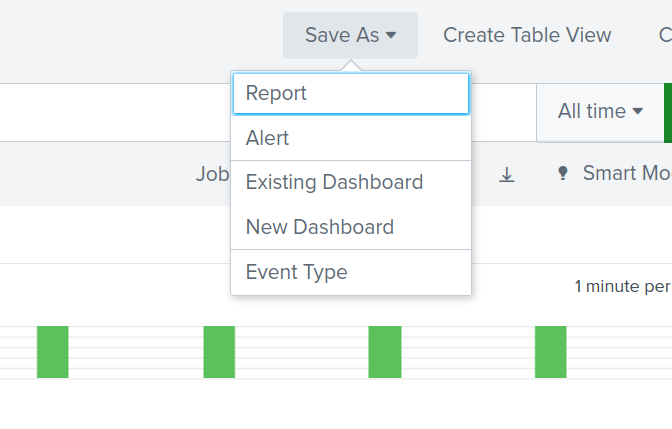 Save As
Create Table View
Report
All time
Alert
Job
Existing Dashboard
Smart Mo
New Dashboard
Event Type
1 minute per